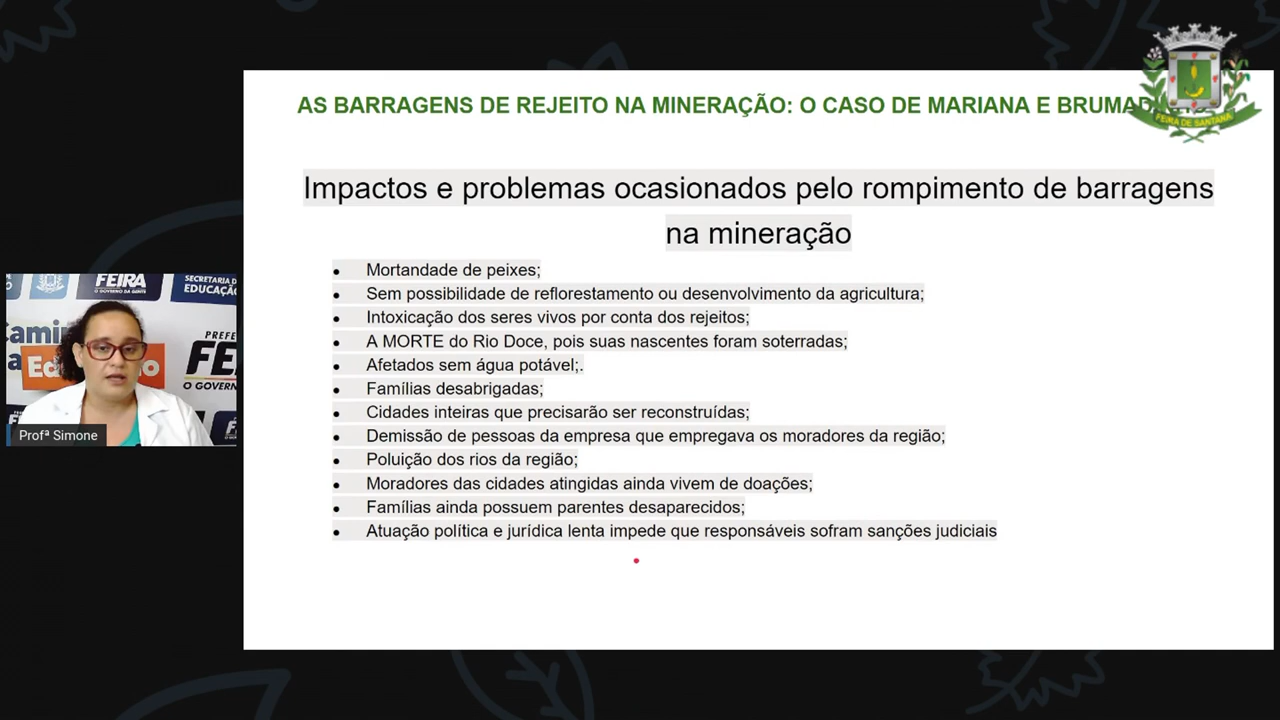 AS BARRAGENS DE REJEITO NA MINERAÇÃO: O CASO DE MARIANA E
FEIRA DE SANTANA
Impactos e problemas ocasionados pelo rompimento de barragens
na mineração
• Mortandade de peixes;
• Sem possibilidade de reflorestamento ou desenvolvimento da agricultura;
• Intoxicação dos seres vivos por conta dos rejeitos;
• A MORTE do Rio Doce, pois suas nascentes foram soterradas;
• Afetados sem água potável;.
• Famílias desabrigadas;
• Cidades inteiras que precisarão ser reconstruídas;
• Demissão de pessoas da empresa que empregava os moradores da região;
• Poluição dos rios da região;
• Moradores das cidades atingidas ainda vivem de doações;
• Famílias ainda possuem parentes desaparecidos;
• Atuação política e jurídica lenta impede que responsáveis sofram sanções judiciais
FEIRA
O GOVERNO DA GENTE
SECRETARIA
EDUCAÇÃO
Profª Simone